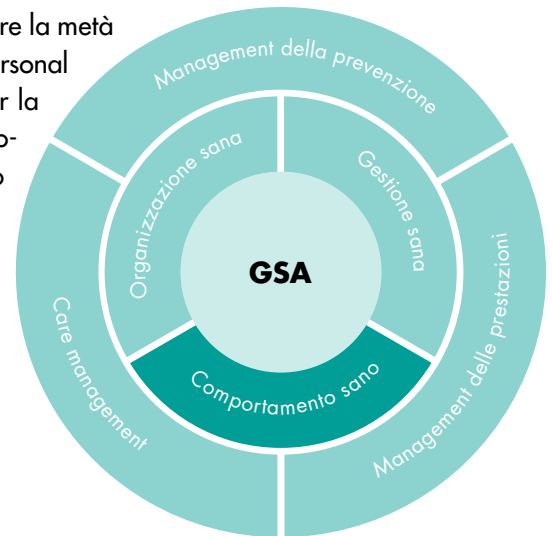 re la metà
ersonal
r la
o-
o
Management della prevenzione
Organizzazione sana
Gestione sana
GSA
Comportamento sano
Care management
Management delle prestazioni